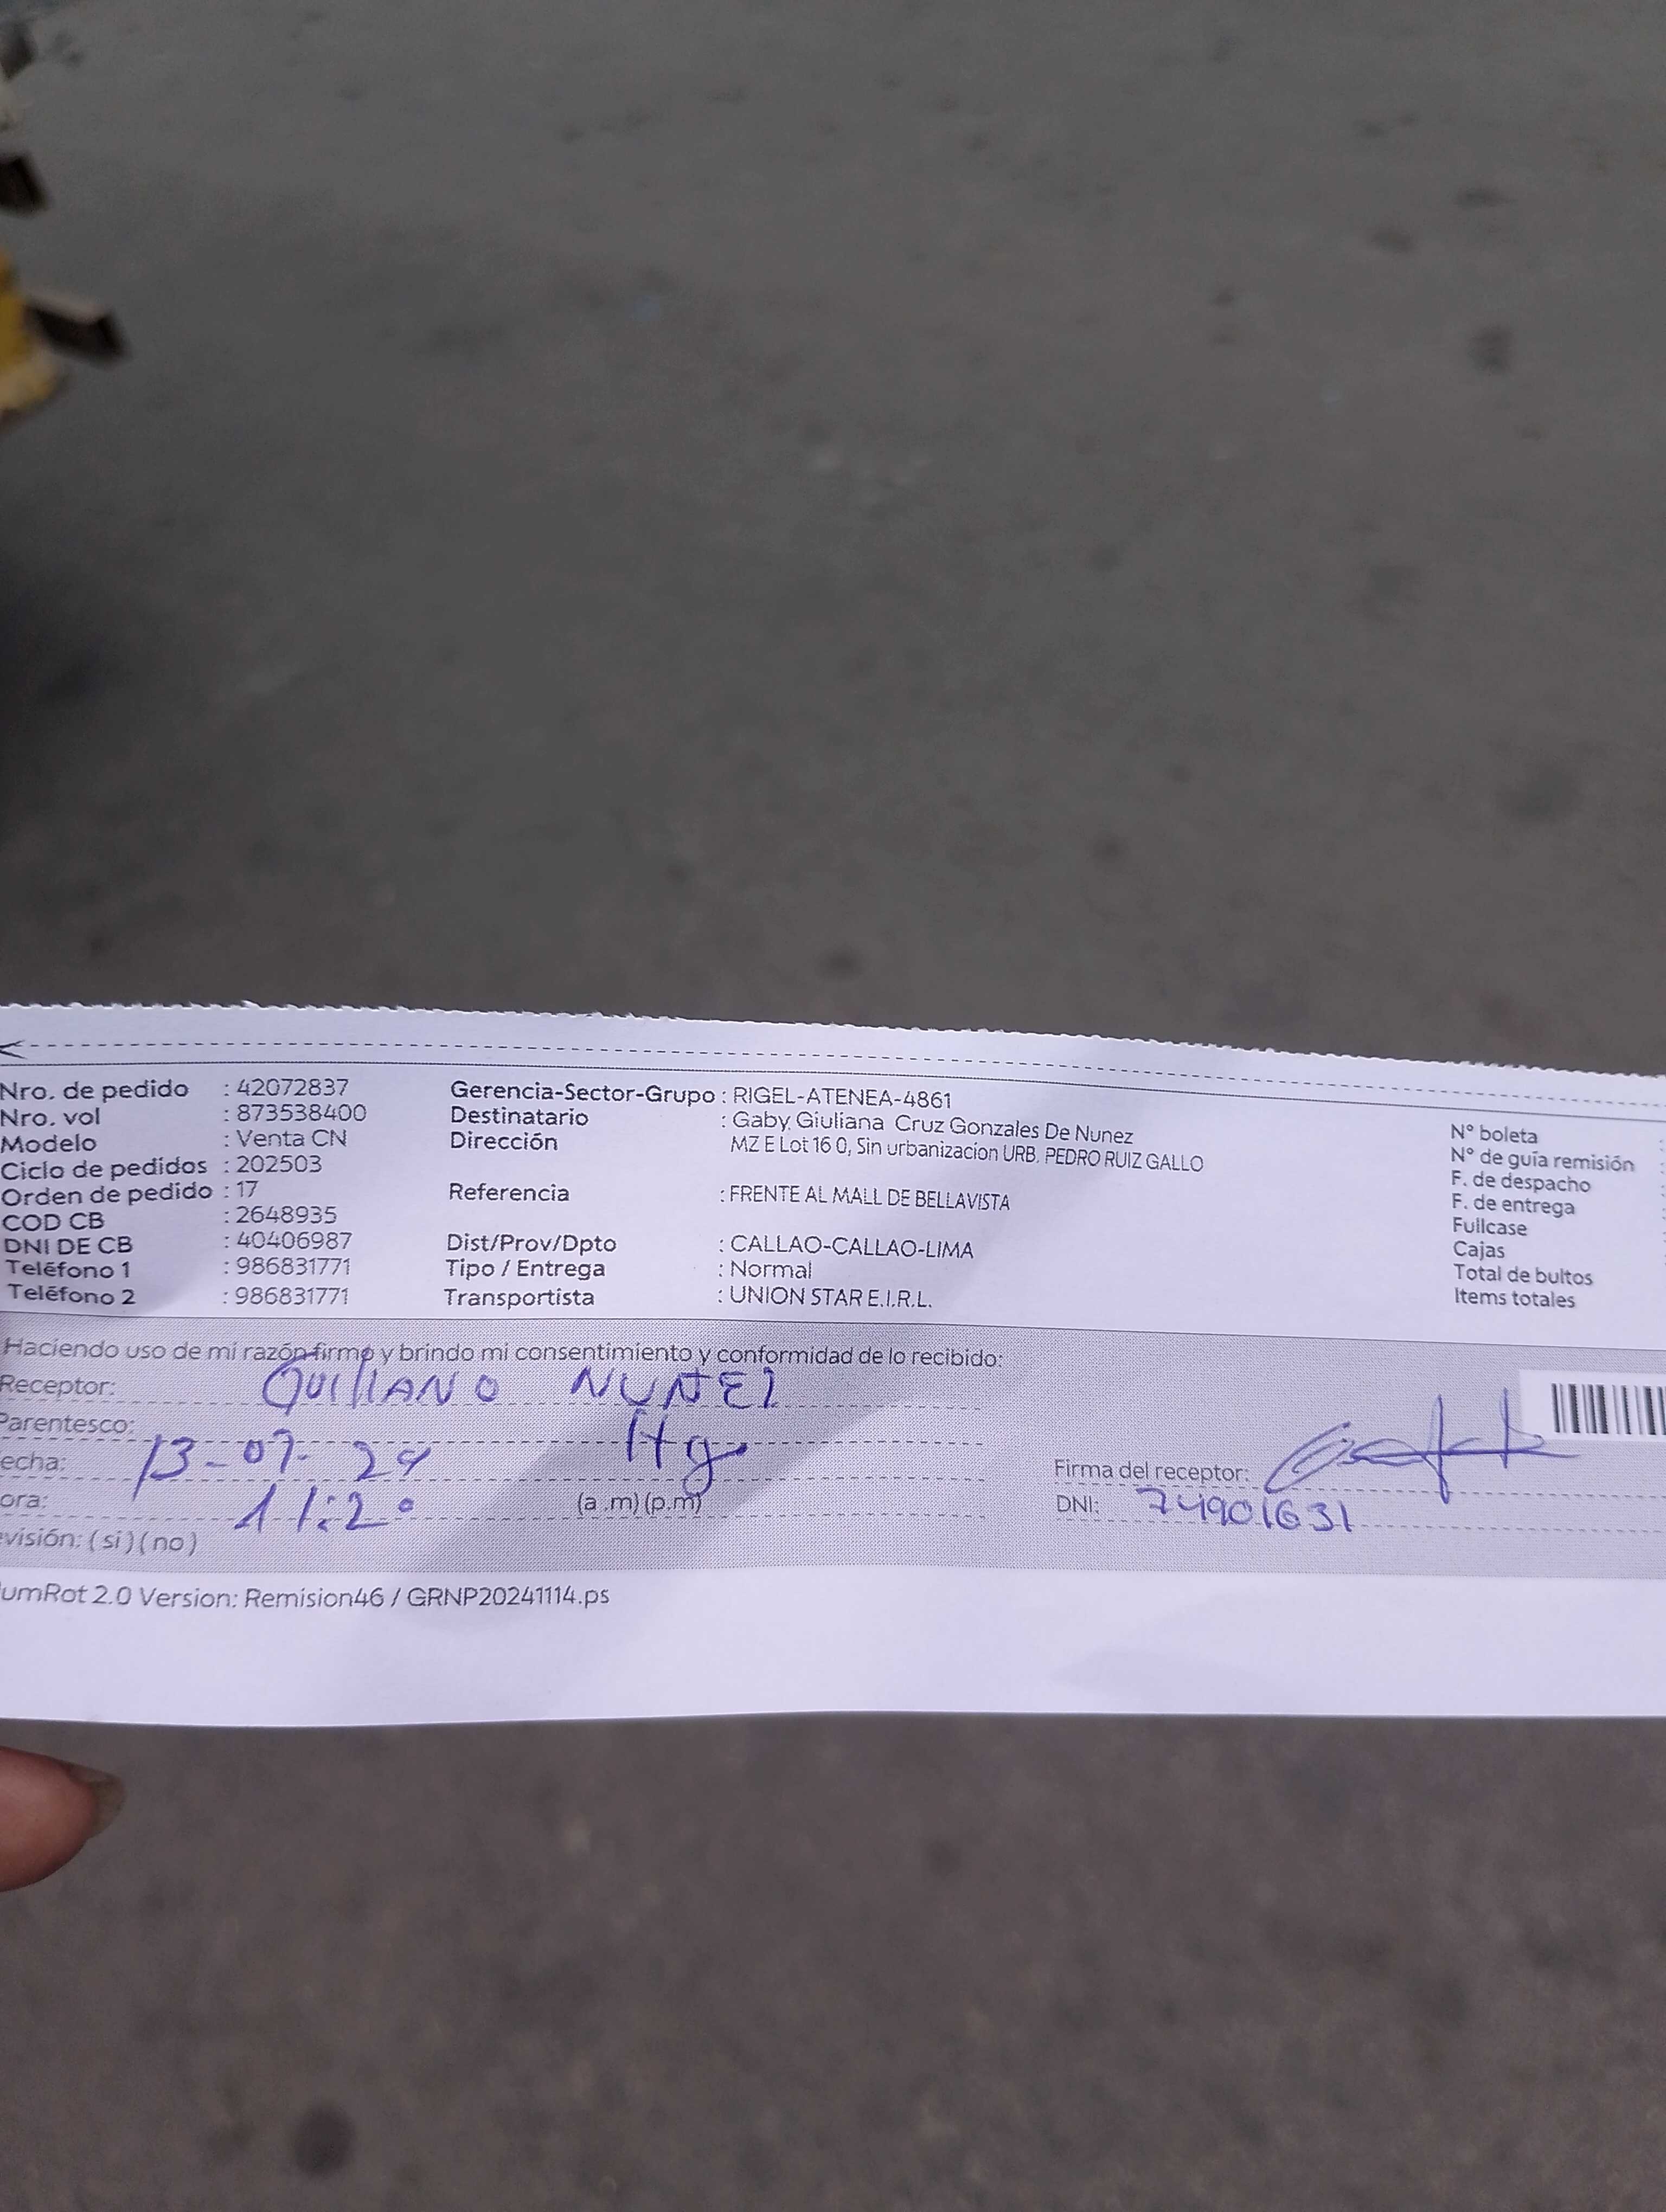 Nro. de pedido : 42072837
Nro. vol : 873538400
Modelo : Venta CN
Ciclo de pedidos : 202503
Orden de pedido : 17
COD CB : 2648935
DNI DE CB : 40406987
Teléfono 1 : 986831771
Teléfono 2 : 986831771
Gerencia-Sector-Grupo : RIGEL-ATENEA-4861
Destinatario : Gaby Giuliana Cruz Gonzales De Nunez
Dirección MZ E Lot 16 0, Sin urbanizacion URB. PEDRO RUIZ GALLO
Referencia : FRENTE AL MALL DE BELLAVISTA
Dist/Prov/Dpto : CALLAO-CALLAO-LIMA
Tipo / Entrega : Normal
Transportista : UNION STAR E.I.R.L.
N° boleta
N° de guía remisión
F. de despacho
F. de entrega
Fullcase
Cajas
Total de bultos
Items totales
Haciendo uso de mi razón firmo y brindo mi consentimiento y conformidad de lo recibido:
Receptor: NUÑEZ
Parentesco:
echa: 13-07-
ora: 11:20 (a .m) (p.m)
evisión: ( si ) ( no )
Firma del receptor:
DNI: 74901631
umRot 2.0 Version: Remision46 / GRNP20241114.ps